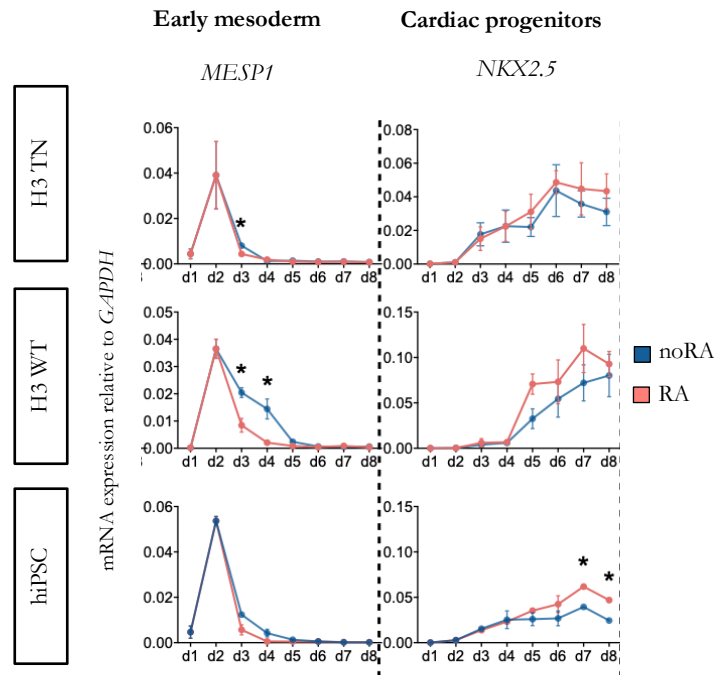 Early mesoderm
Cardiac progenitors
MESP1
NKX2.5
H3 TN
H3 WT
hiPSC
mRNA expression relative to GAPDH
0.06
0.04
0.02
0.00
d1 d2 d3 d4 d5 d6 d7 d8
*
0.08
0.06
0.04
0.02
0.00
d1 d2 d3 d4 d5 d6 d7 d8
0.05
0.04
0.03
0.02
0.01
0.00
d1 d2 d3 d4 d5 d6 d7 d8
* *
0.15
0.10
0.05
0.00
d1 d2 d3 d4 d5 d6 d7 d8
noRA
RA
0.06
0.04
0.02
0.00
d1 d2 d3 d4 d5 d6 d7 d8
0.15
0.10
0.05
0.00
d1 d2 d3 d4 d5 d6 d7 d8
* *